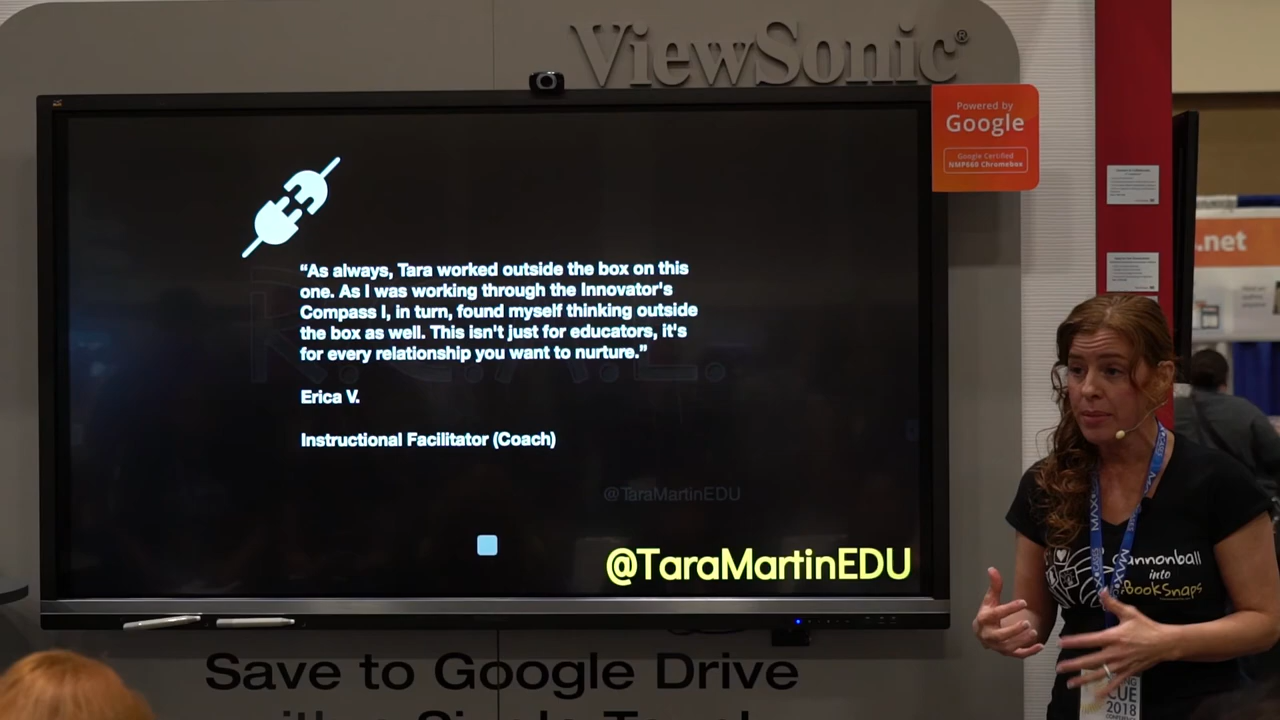 ViewSonic®
Powered by
Google
Google Certified
NMP660 Chromebox
.net
“As always, Tara worked outside the box on this
one. As I was working through the Innovator's
Compass I, in turn, found myself thinking outside
the box as well. This isn't just for educators, it's
for every relationship you want to nurture.”
Erica V.
Instructional Facilitator (Coach)
@TaraMartinEDU
@TaraMartinEDU
Cannonball
into
#BookSnaps
CUE
2018
Save to Google Drive